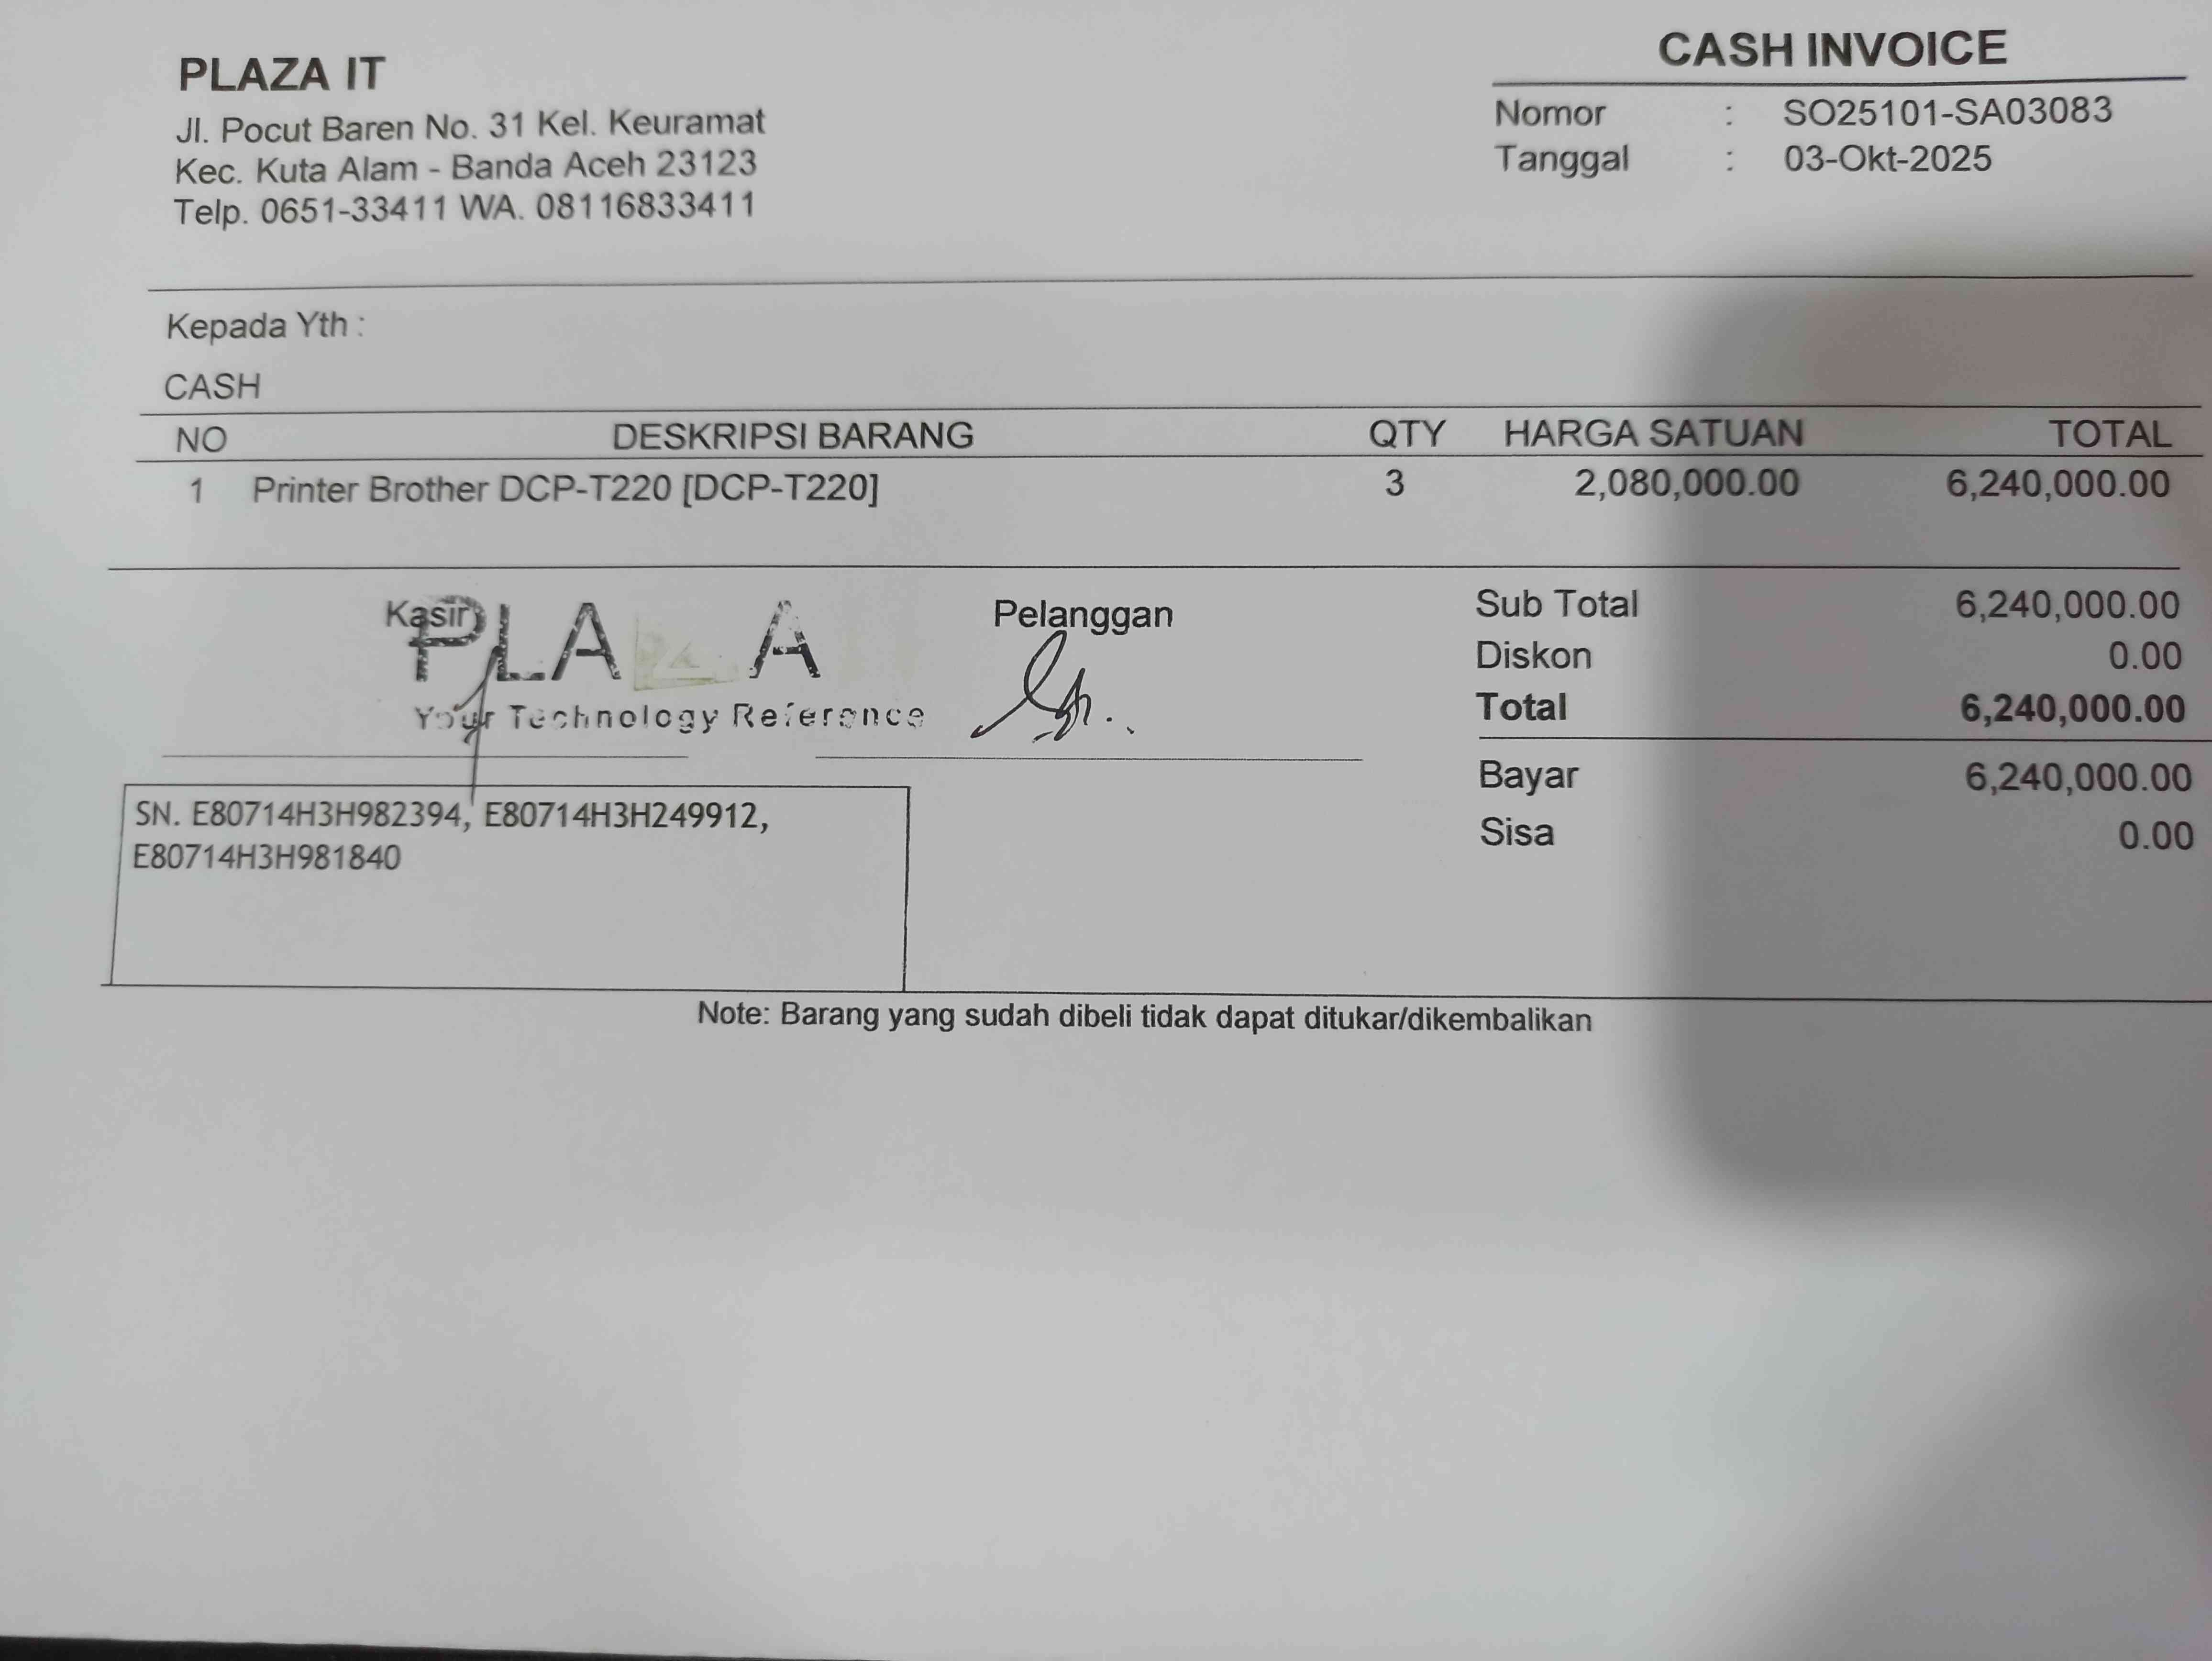 PLAZA IT
Jl. Pocut Baren No. 31 Kel. Keuramat
Kec. Kuta Alam - Banda Aceh 23123
Telp. 0651-33411 WA. 08116833411
CASH INVOICE
Nomor : SO25101-SA03083
Tanggal : 03-Okt-2025
Kepada Yth :
CASH
NO DESKRIPSI BARANG QTY HARGA SATUAN TOTAL
1 Printer Brother DCP-T220 [DCP-T220] 3 2,080,000.00 6,240,000.00
Kasir Pelanggan
PLAZA
Your Technology Reference
Sub Total 6,240,000.00
Diskon 0.00
Total 6,240,000.00
Bayar 6,240,000.00
Sisa 0.00
SN. E80714H3H982394, E80714H3H249912,
E80714H3H981840
Note: Barang yang sudah dibeli tidak dapat ditukar/dikembalikan